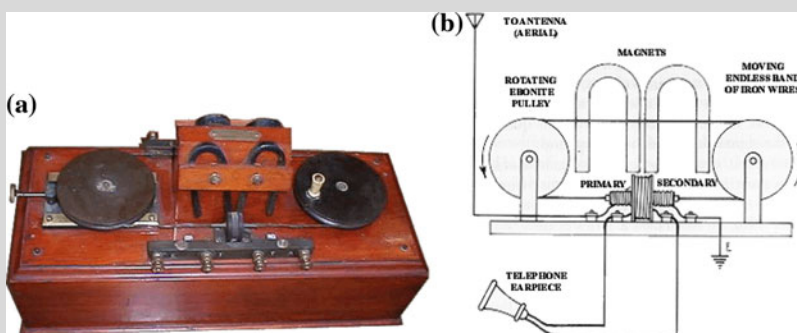 (a)
(b)
TO ANTENNA
(AERIAL)
MAGNETS
ROTATING
EBONITE
PULLEY
MOVING
ENDLESS BAND
OF IRON WIRES
PRIMARY
SECONDARY
E
TELEPHONE
EARPIECE